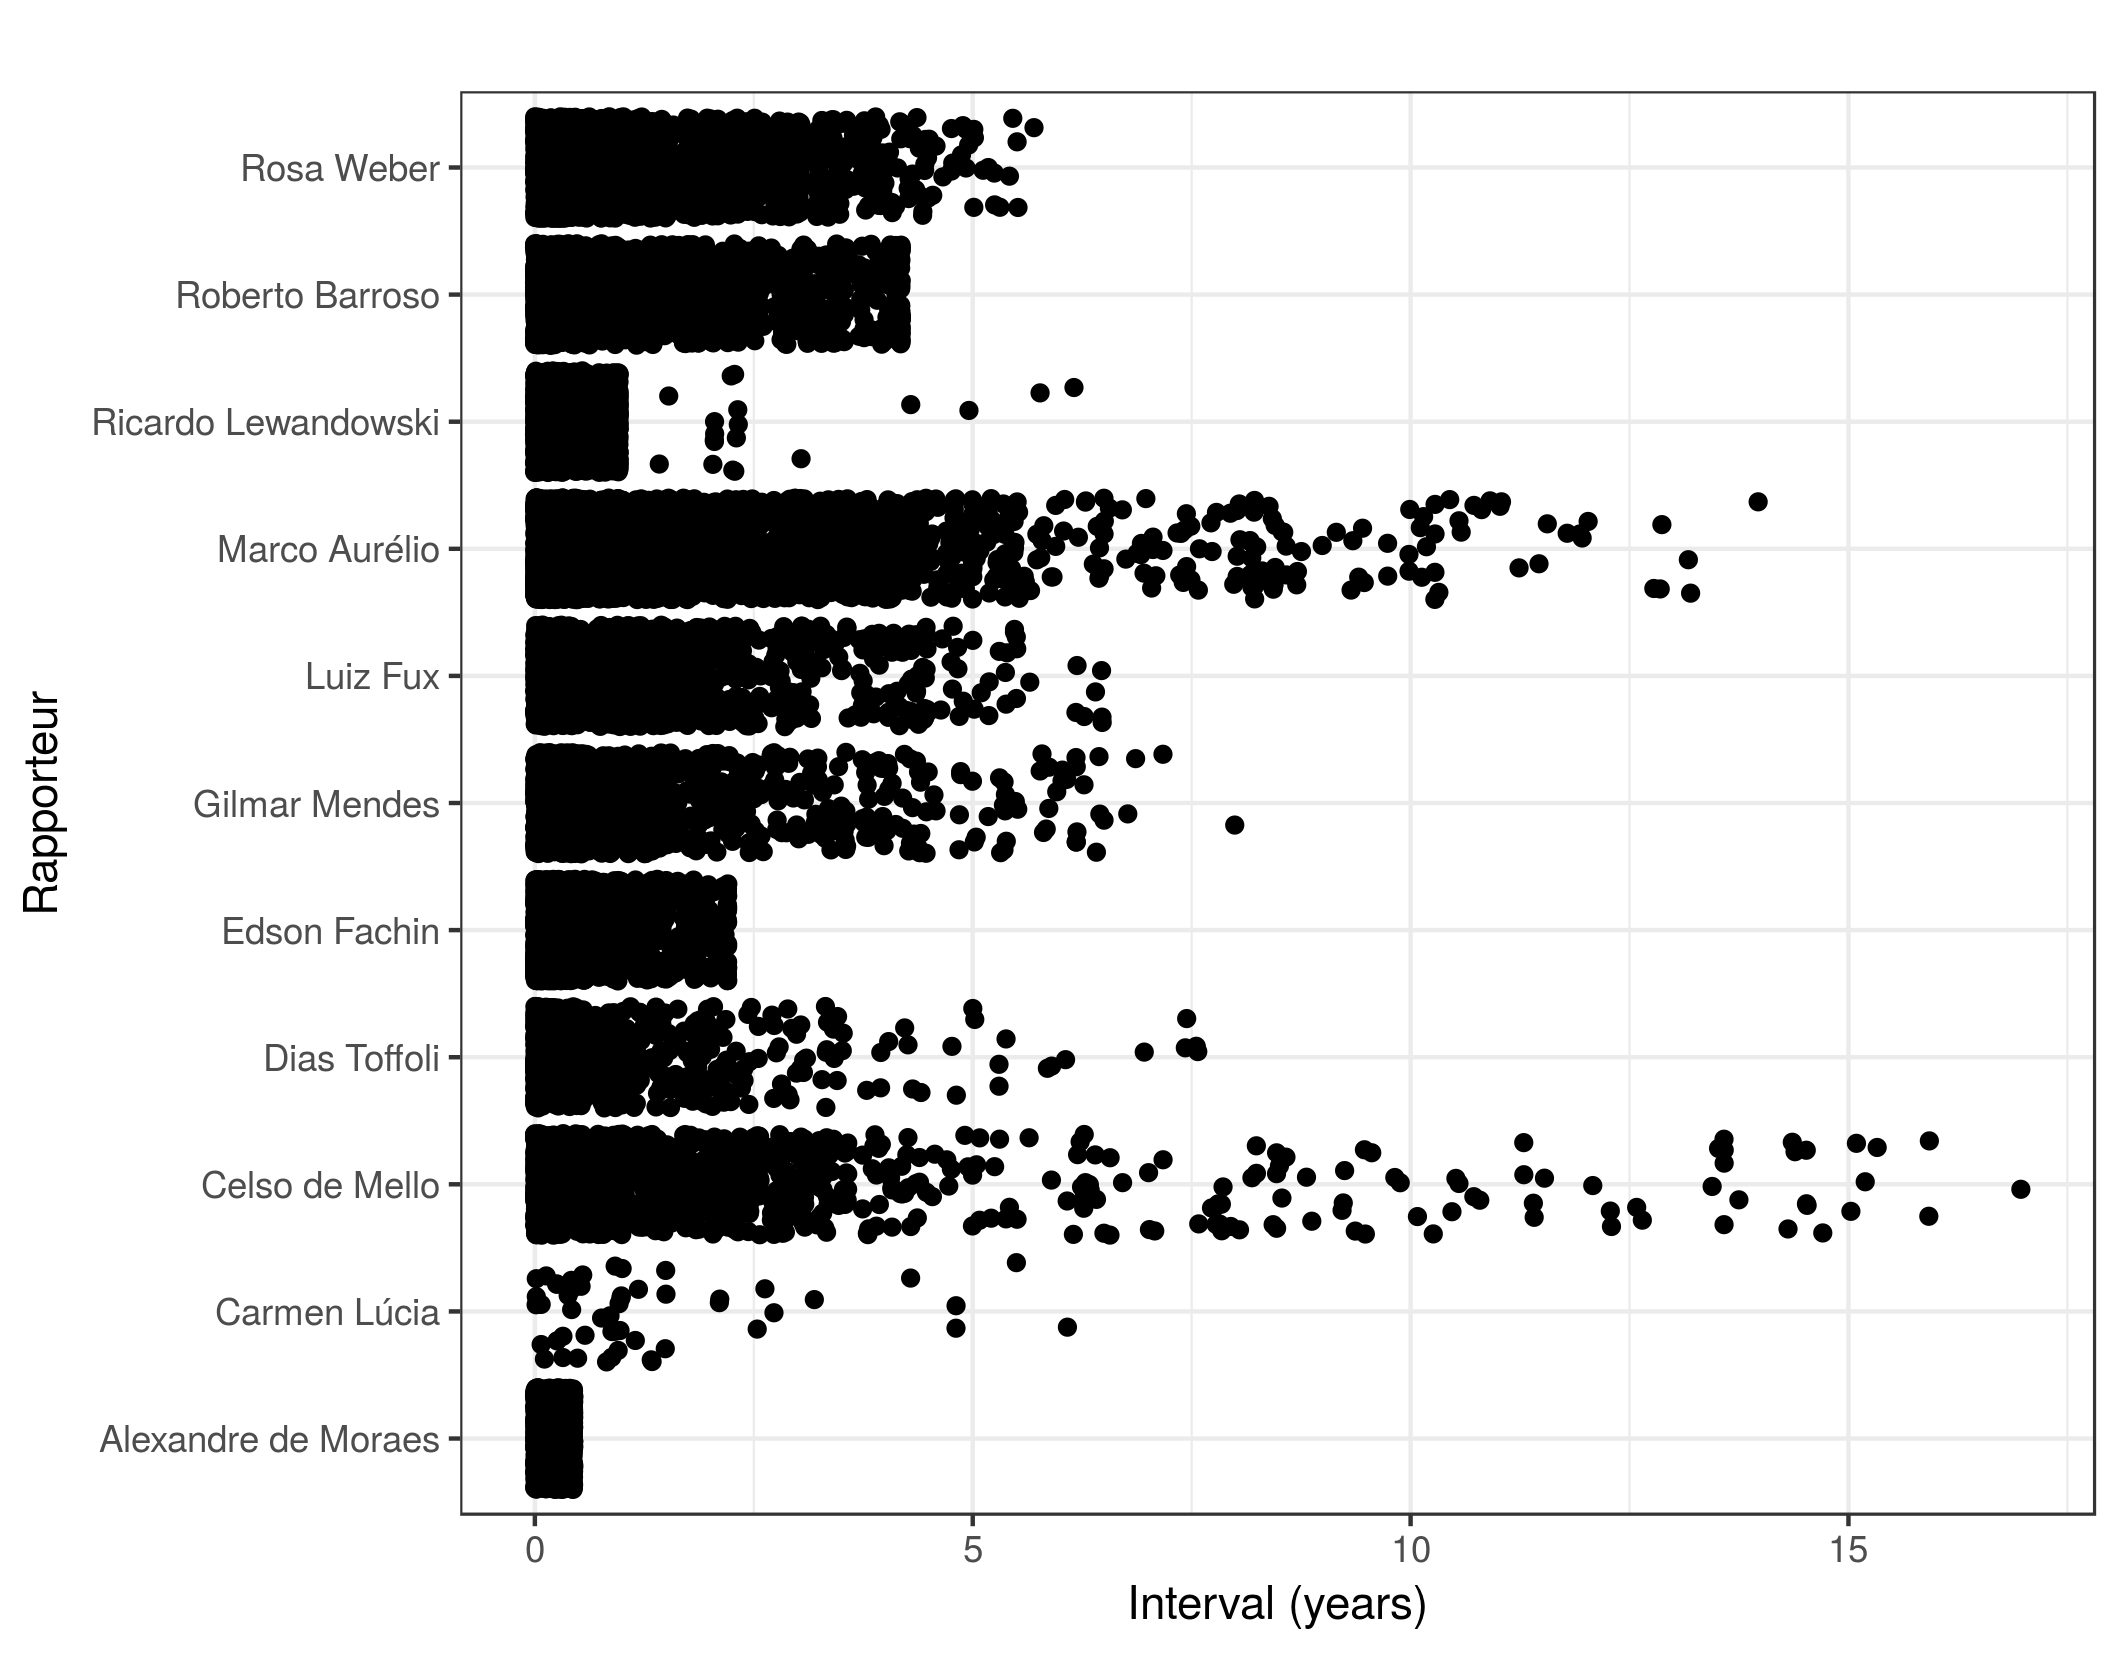 Rosa Weber
Roberto Barroso
Ricardo Lewandowski
Marco Aurélio
Luiz Fux
Gilmar Mendes
Edson Fachin
Dias Toffoli
Celso de Mello
Carmen Lúcia
Alexandre de Moraes
Rapporteur
0 5 10 15
Interval (years)